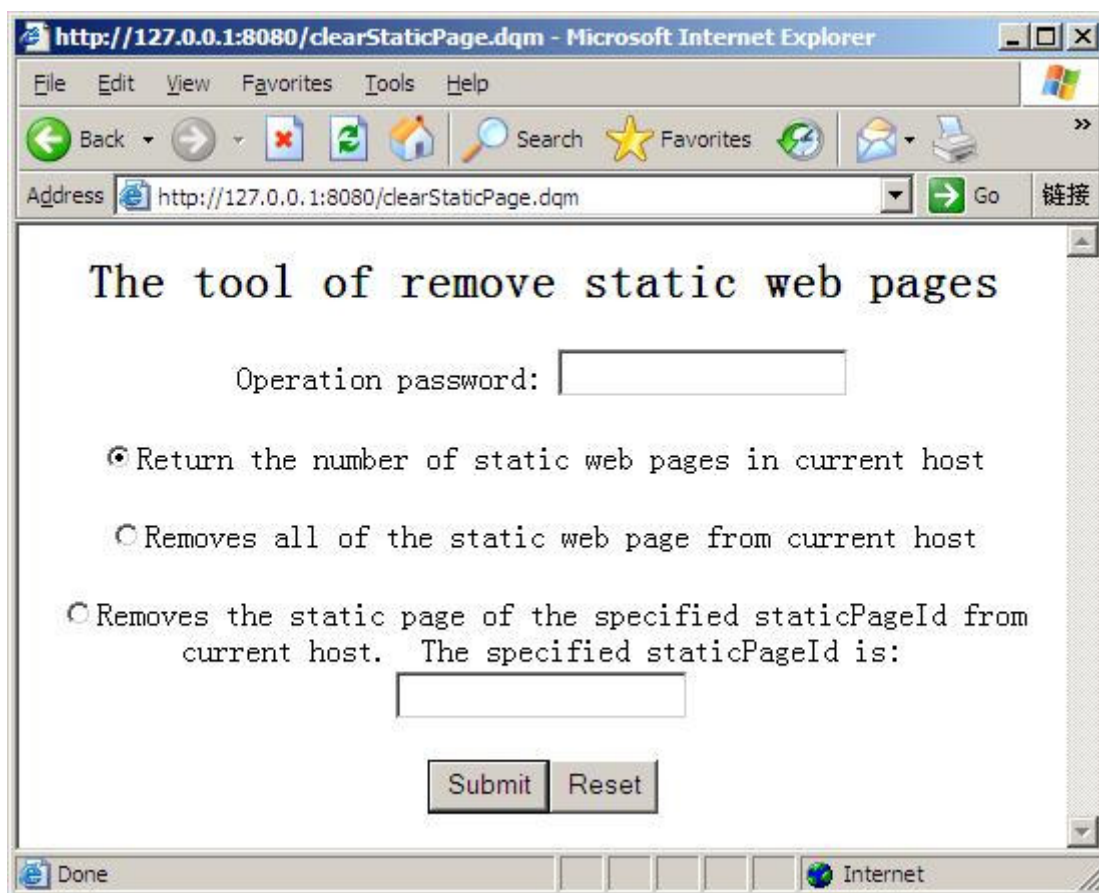 http://127.0.0.1:8080/clearStaticPage.dqm - Microsoft Internet Explorer
File Edit View Favorites Tools Help
Back Search Favorites »
Address http://127.0.0.1:8080/clearStaticPage.dqm Go 链接
The tool of remove static web pages
Operation password:
Return the number of static web pages in current host
Removes all of the static web page from current host
Removes the static page of the specified staticPageId from
current host. The specified staticPageId is:
Submit Reset
Done Internet